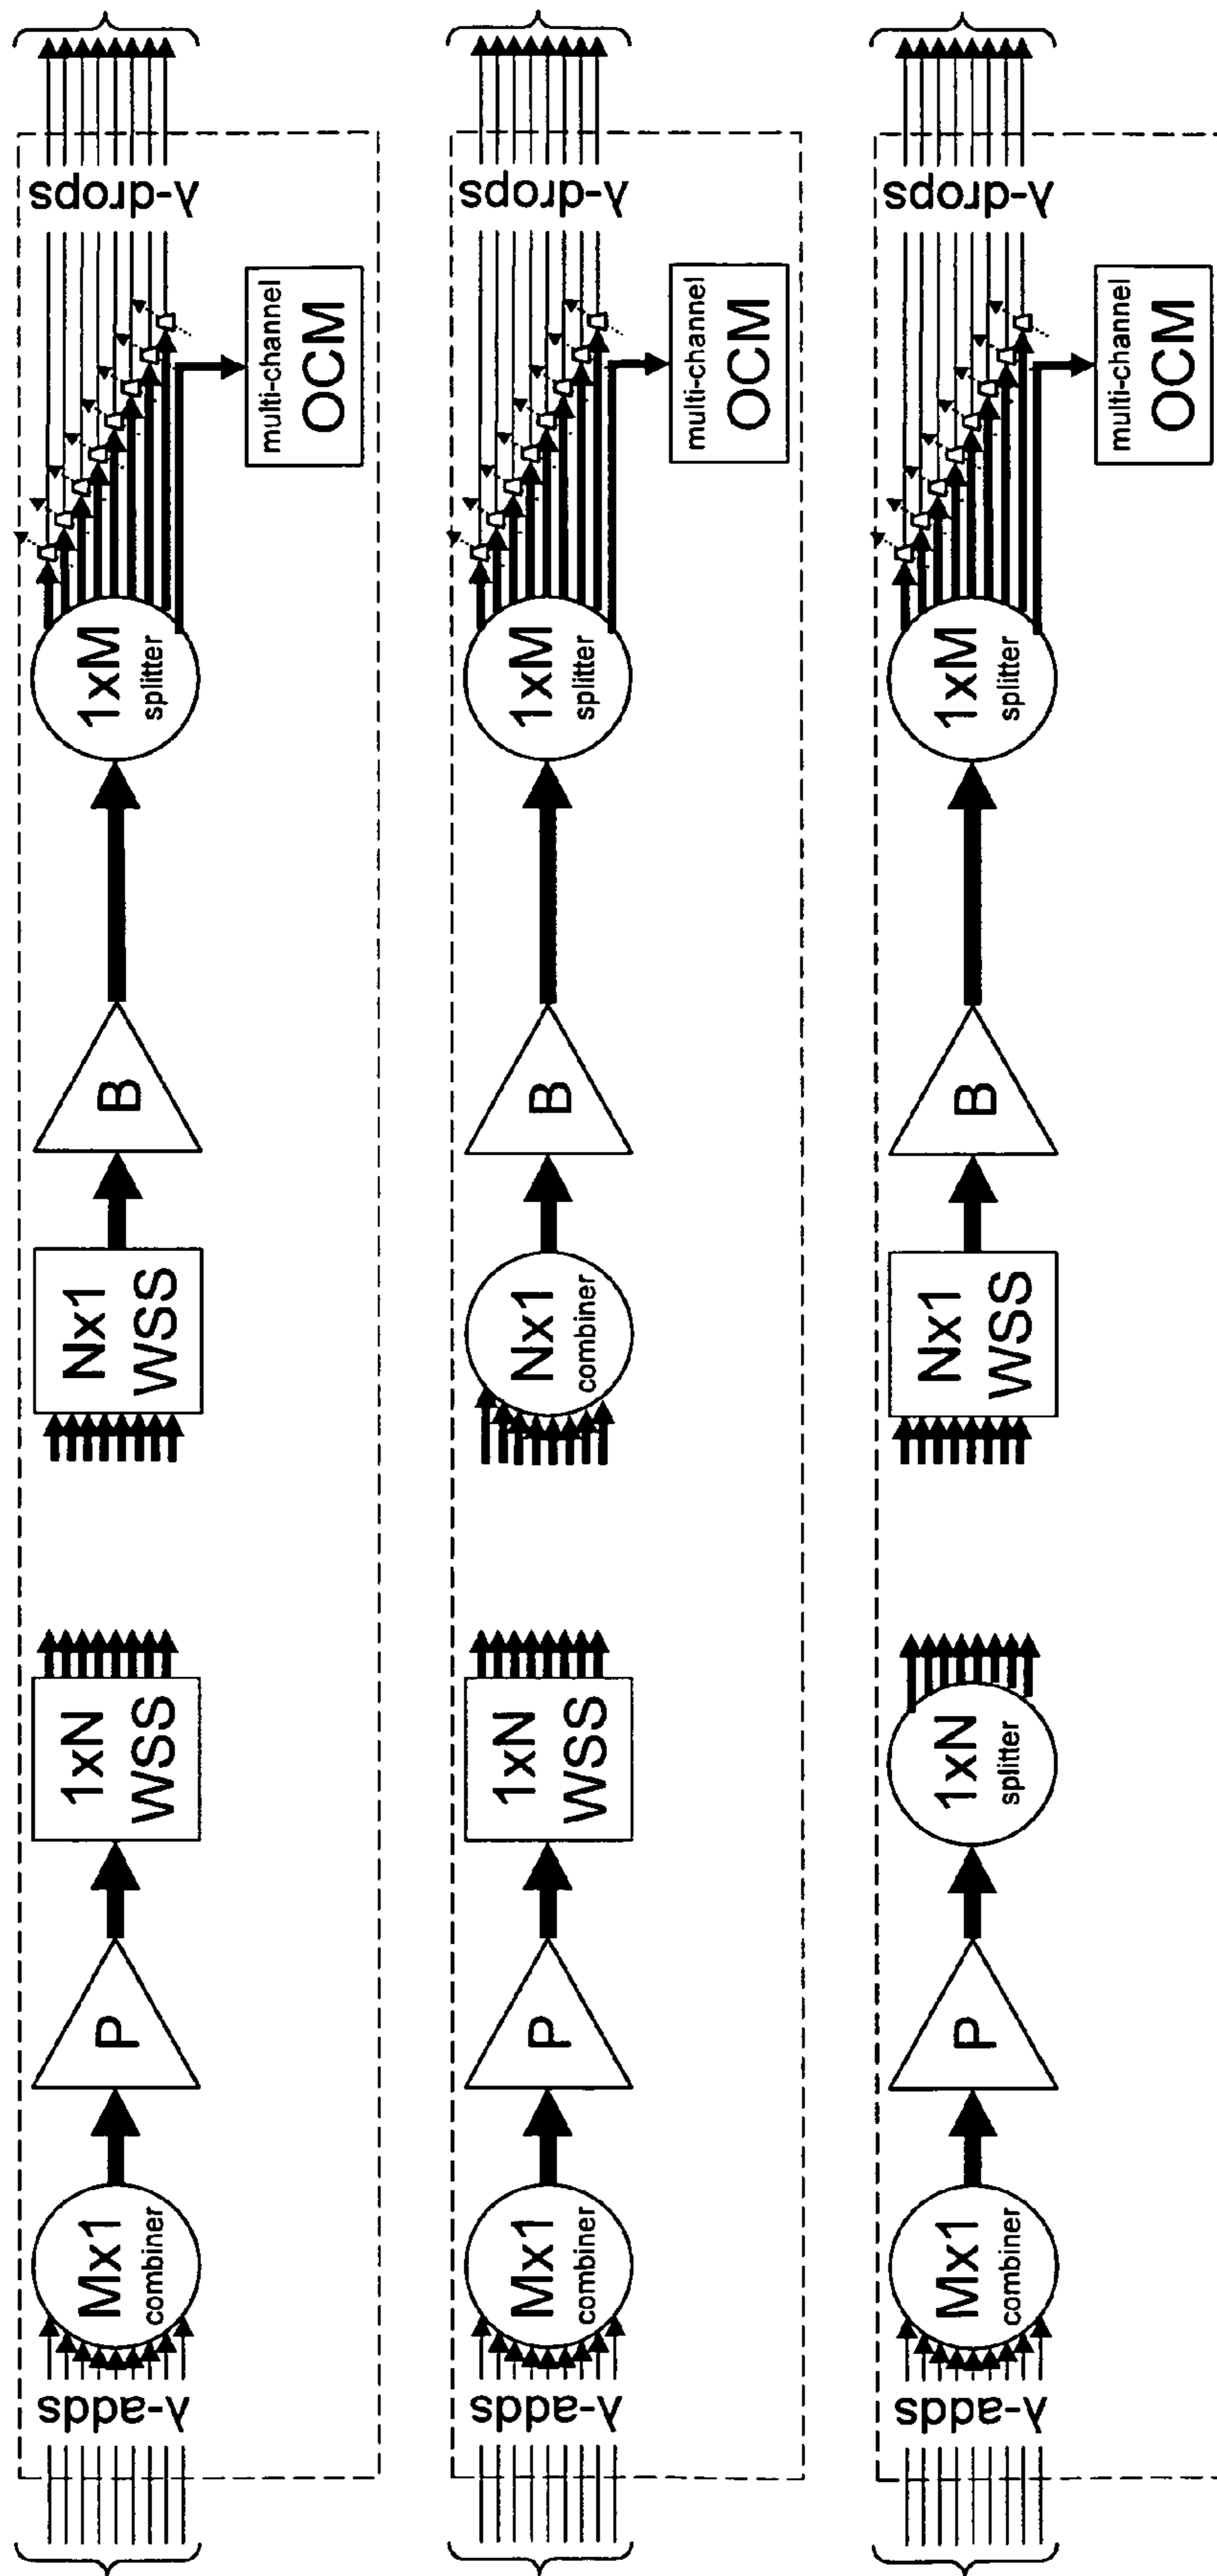 λ-adds
Mx1
combiner
P
1xN
WSS
Nx1
WSS
B
1xM
splitter
multi-channel
OCM
λ-drops
λ-adds
Mx1
combiner
P
1xN
WSS
Nx1
combiner
B
1xM
splitter
multi-channel
OCM
λ-drops
λ-adds
Mx1
combiner
P
1xN
splitter
Nx1
WSS
B
1xM
splitter
multi-channel
OCM
λ-drops